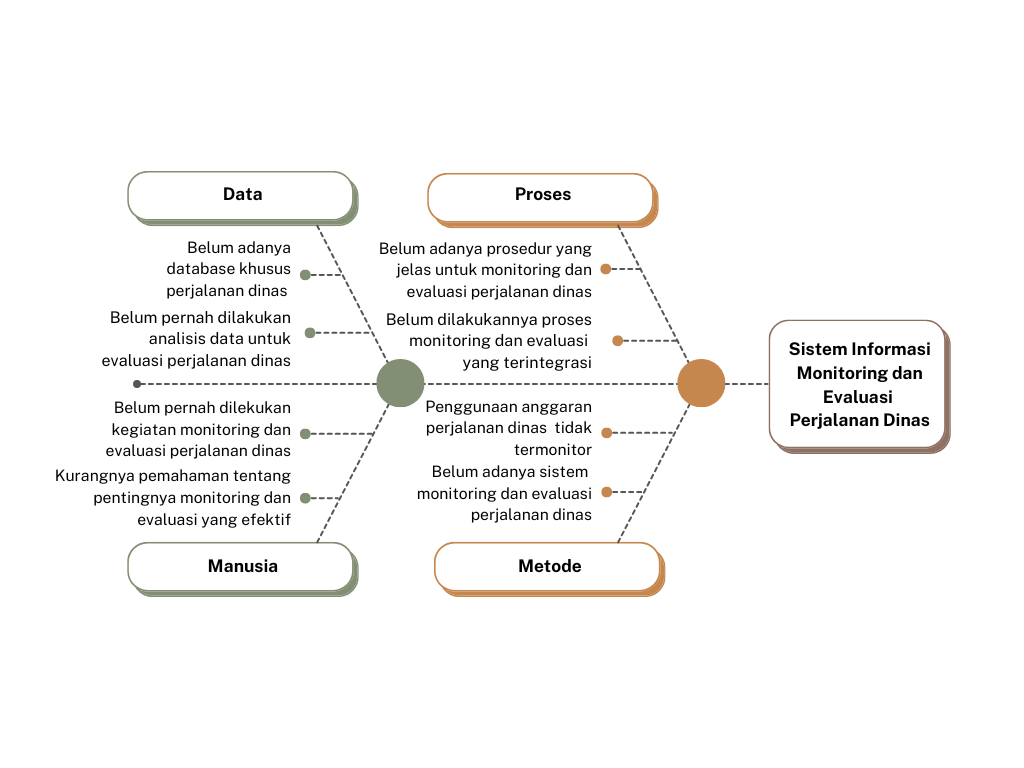 Data
Belum adanya
database khusus
perjalanan dinas
Belum pernah dilakukan
analisis data untuk
evaluasi perjalanan dinas
Proses
Belum adanya prosedur yang
jelas untuk monitoring dan
evaluasi perjalanan dinas
Belum dilakukannya proses
monitoring dan evaluasi
yang terintegrasi
Sistem Informasi
Monitoring dan
Evaluasi
Perjalanan Dinas
Belum pernah dilekukan
kegiatan monitoring dan
evaluasi perjalanan dinas
Kurangnya pemahaman tentang
pentingnya monitoring dan
evaluasi yang efektif
Manusia
Penggunaan anggaran
perjalanan dinas  tidak
termonitor
Belum adanya sistem
monitoring dan evaluasi
perjalanan dinas
Metode